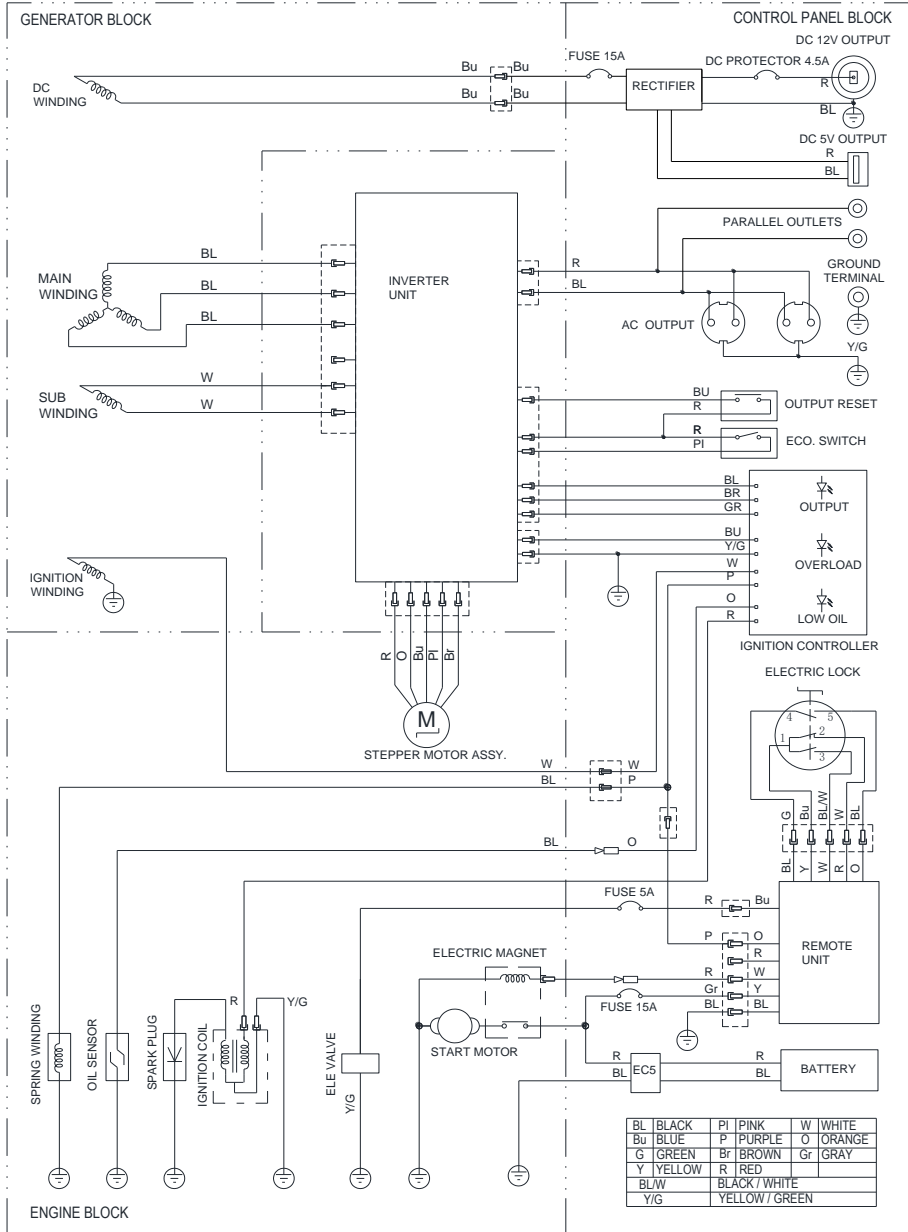 GENERATOR BLOCK
CONTROL PANEL BLOCK
DC 12V OUTPUT
FUSE 15A
DC PROTECTOR 4.5A
Bu Bu
DC
WINDING
Bu Bu
RECTIFIER
R
BL
DC 5V OUTPUT
R
BL
PARALLEL OUTLETS
BL
R
GROUND
TERMINAL
MAIN
WINDING
BL
INVERTER
UNIT
BL
BL
AC OUTPUT
Y/G
W
SUB
WINDING
W
BU
R
OUTPUT RESET
R
PI
ECO. SWITCH
BL
BR
GR
OUTPUT
BU
Y/G
W
P
OVERLOAD
IGNITION
WINDING
O
R
LOW OIL
IGNITION CONTROLLER
R
O
Bu
PI
Br
M
STEPPER MOTOR ASSY.
ELECTRIC LOCK
4 5
1 2
3
W W
BL P
G
Bu
BL/W
W
BL
BL O
BL
Y
W
R
O
FUSE 5A
R Bu
REMOTE
UNIT
P O
R
ELECTRIC MAGNET
R W
Gr Y
FUSE 15A
BL BL
START MOTOR
R
Y/G
SPRING WINDING
OIL SENSOR
SPARK PLUG
IGNITION COIL
ELE VALVE
Y/G
R
BL
EC5
R
BL
BATTERY
BL BLACK PI PINK W WHITE
Bu BLUE P PURPLE O ORANGE
G GREEN Br BROWN Gr GRAY
Y YELLOW R RED
BL/W BLACK / WHITE
Y/G YELLOW / GREEN
ENGINE BLOCK